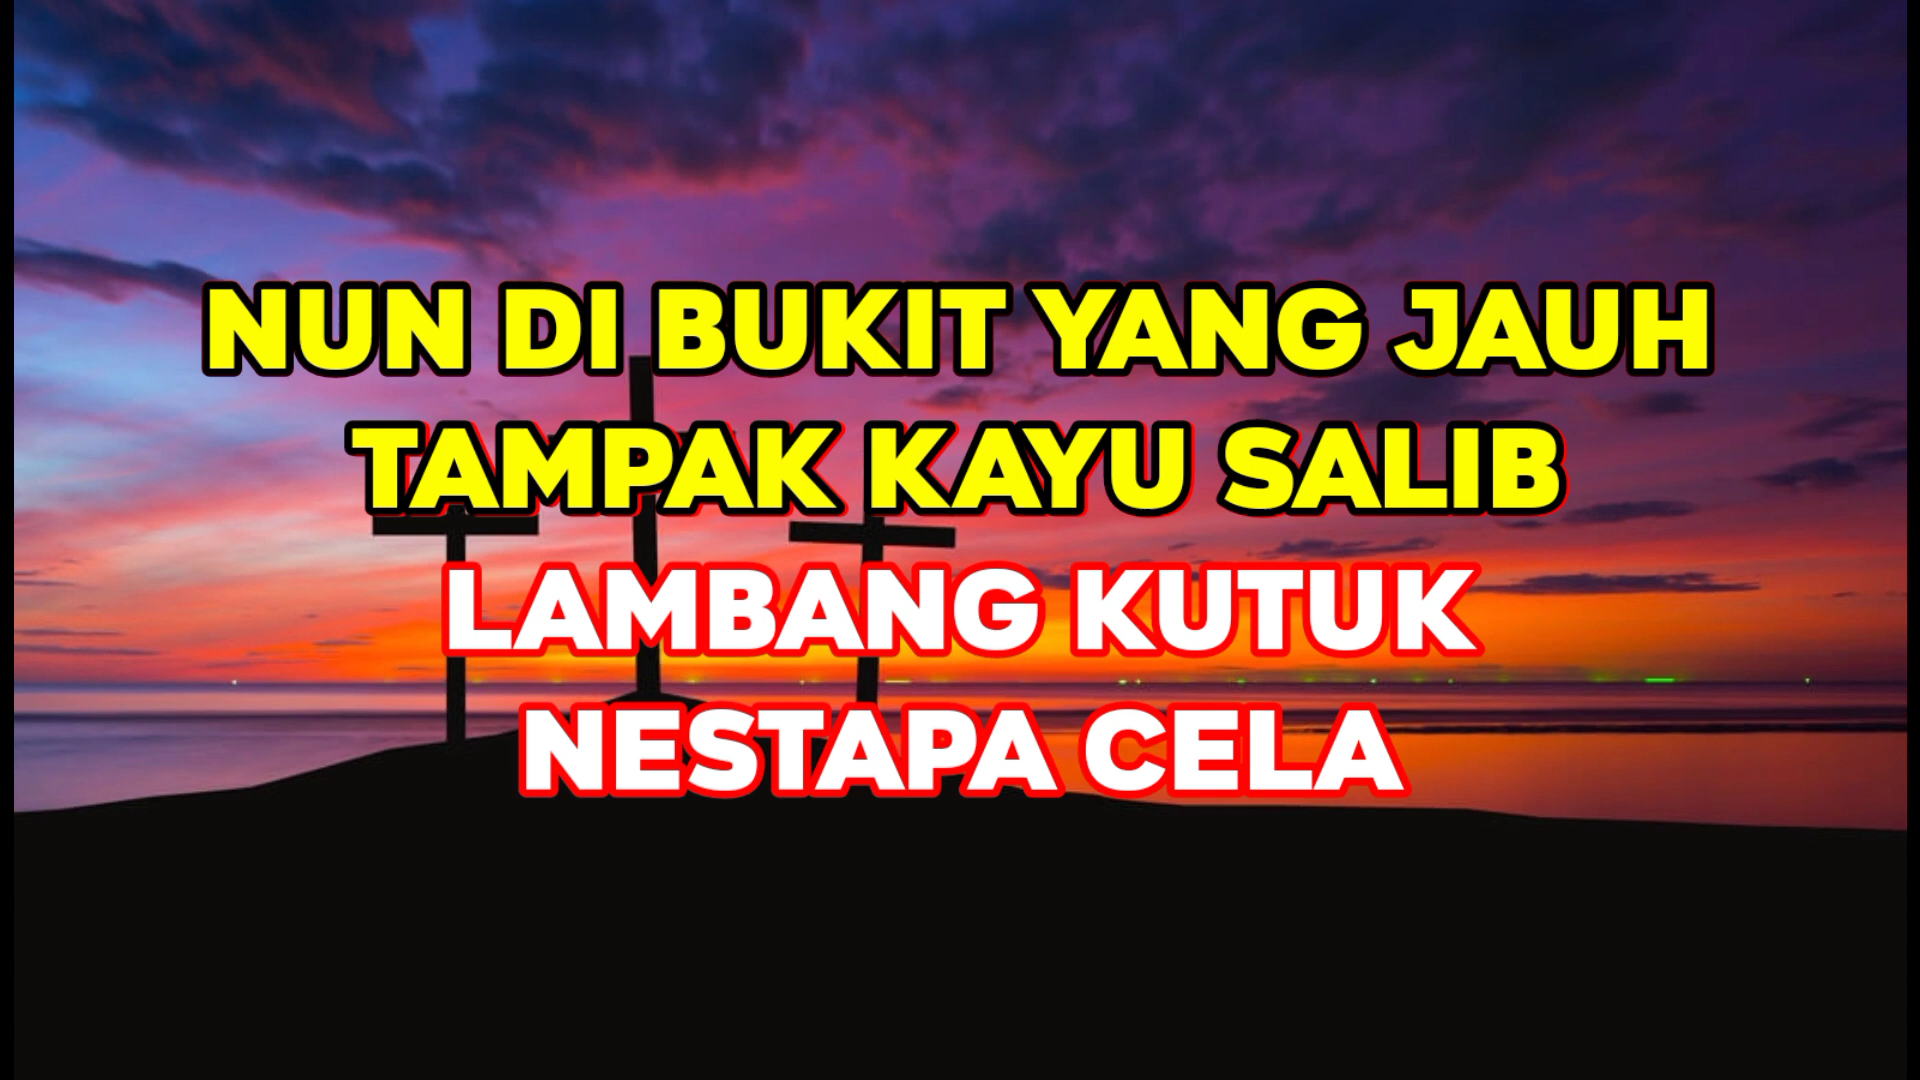 NUN DI BUKIT YANG JAUH
TAMPAK KAYU SALIB
LAMBANG KUTUK
NESTAPA CELA